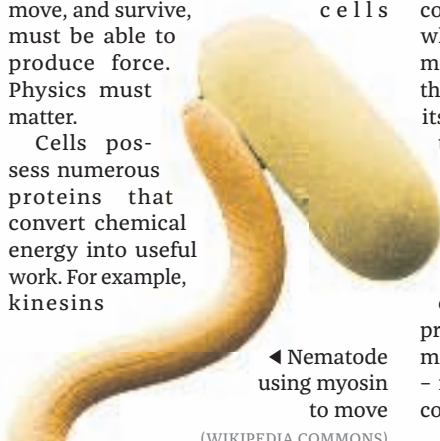 move, and survive,
must be able to
produce force.
Physics must
matter.
Cells pos-
sess numerous
proteins that
convert chemical
energy into useful
work. For example,
kinesins
cells
◀ Nematode
using myosin
to move
(WIKIPEDIA COMMONS)